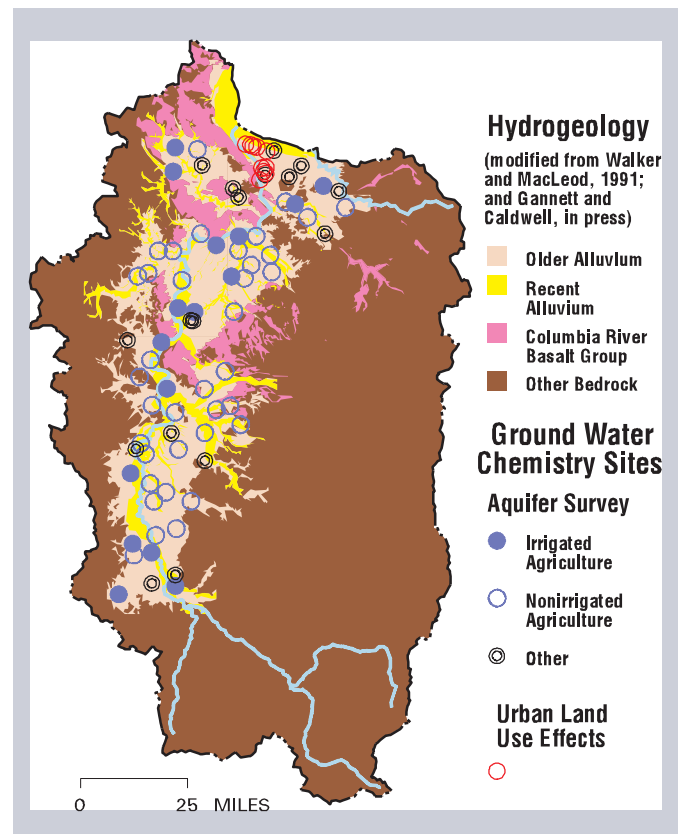 Hydrogeology
(modified from Walker
and MacLeod, 1991;
and Gannett and
Caldwell, in press)
Older Alluvlum
Recent
Alluvium
Columbia River
Basalt Group
Other Bedrock
Ground Water
Chemistry Sites
Aquifer Survey
Irrigated
Agriculture
Nonirrigated
Agriculture
Other
Urban Land
Use Effects
0 25 MILES